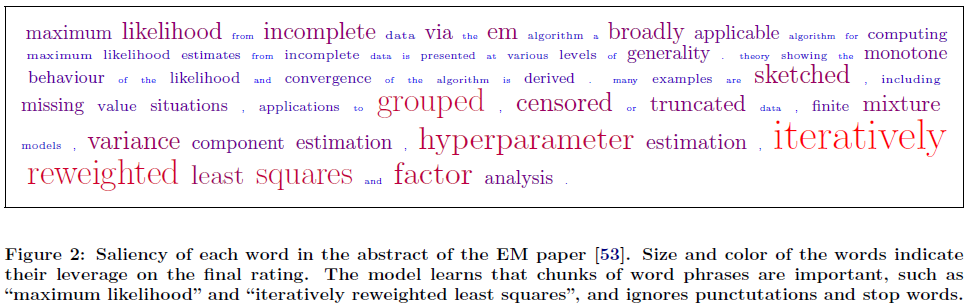 maximum likelihood from incomplete data via the em algorithm a broadly applicable algorithm for computing
maximum likelihood estimates from incomplete data is presented at various levels of generality . theory showing the monotone
behaviour of the likelihood and convergence of the algorithm is derived . many examples are sketched , including
missing value situations , applications to grouped , censored or truncated data , finite mixture
models , variance component estimation , hyperparameter estimation , iteratively
reweighted least squares and factor analysis .
Figure 2: Saliency of each word in the abstract of the EM paper [53]. Size and color of the words indicate
their leverage on the final rating. The model learns that chunks of word phrases are important, such as
“maximum likelihood” and “iteratively reweighted least squares”, and ignores punctutations and stop words.